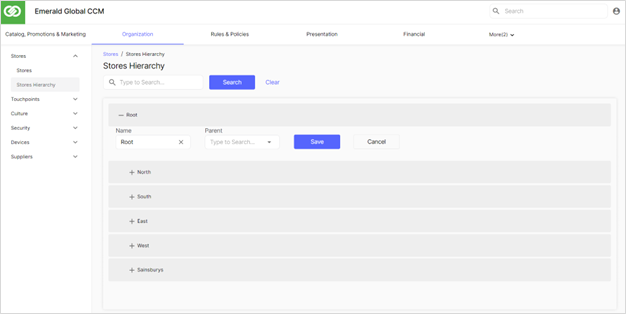 Emerald Global CCM
Search
Catalog, Promotions & Marketing
Organization
Rules & Policies
Presentation
Financial
More(2)
Stores
Stores
Stores Hierarchy
Touchpoints
Culture
Security
Devices
Suppliers
Stores / Stores Hierarchy
Stores Hierarchy
Type to Search...
Search
Clear
Root
Name
Parent
Root
Type to Search...
Save
Cancel
North
South
East
West
Sainsburys